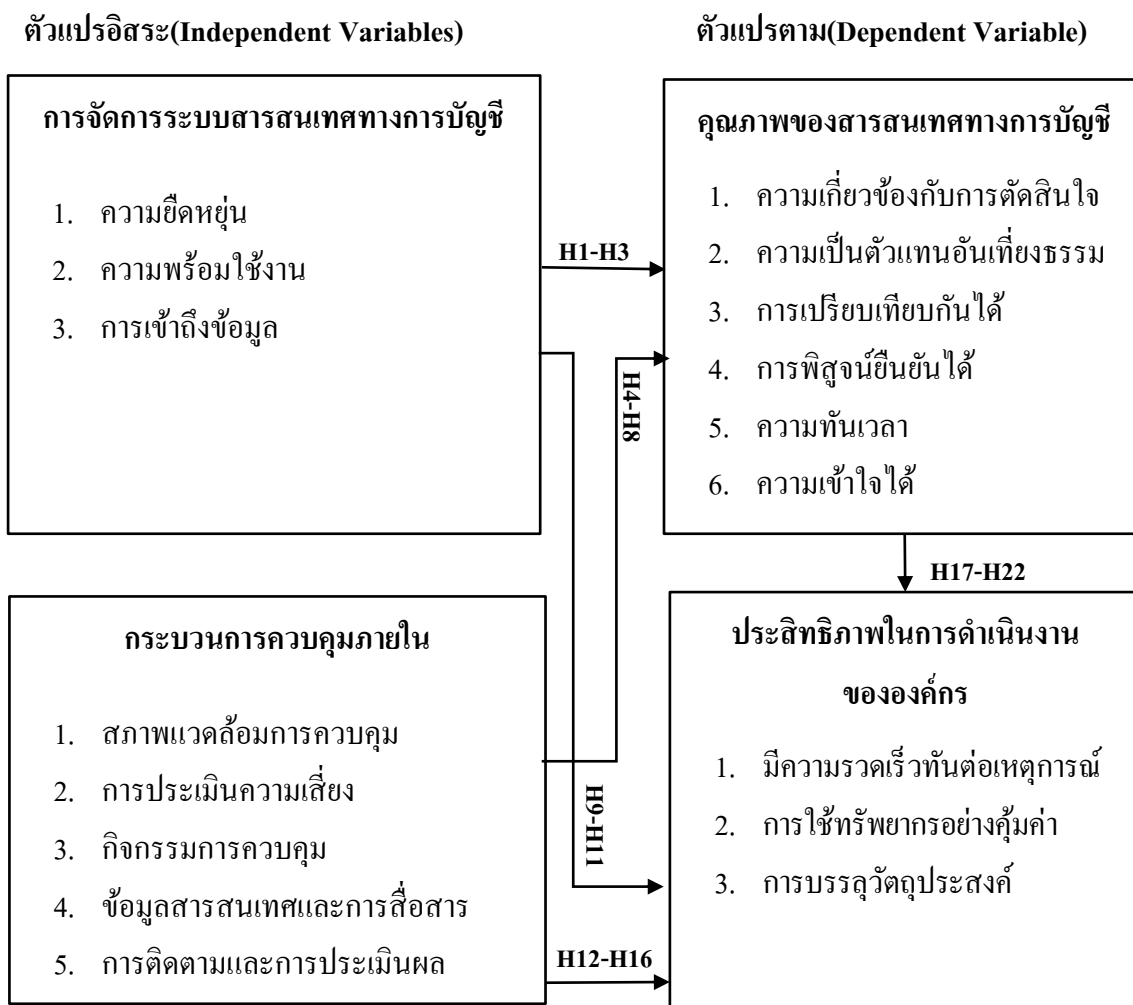 ตัวแปรอิสระ(Independent Variables)
ตัวแปรตาม(Dependent Variable)
การจัดการระบบสารสนเทศทางการบัญชี
1. ความยืดหยุ่น
2. ความพร้อมใช้งาน
3. การเข้าถึงข้อมูล
H1-H3
H4-H8
คุณภาพของสารสนเทศทางการบัญชี
1. ความเกี่ยวข้องกับการตัดสินใจ
2. ความเป็นตัวแทนอันเที่ยงธรรม
3. การเปรียบเทียบกันได้
4. การพิสูจน์ยืนยันได้
5. ความทันเวลา
6. ความเข้าใจได้
H17-H22
กระบวนการควบคุมภายใน
1. สภาพแวดล้อมการควบคุม
2. การประเมินความเสี่ยง
3. กิจกรรมการควบคุม
4. ข้อมูลสารสนเทศและการสื่อสาร
5. การติดตามและการประเมินผล
H9-H11
H12-H16
ประสิทธิภาพในการดำเนินงาน
ขององค์กร
1. มีความรวดเร็วทันต่อเหตุการณ์
2. การใช้ทรัพยากรอย่างคุ้มค่า
3. การบรรลุวัตถุประสงค์